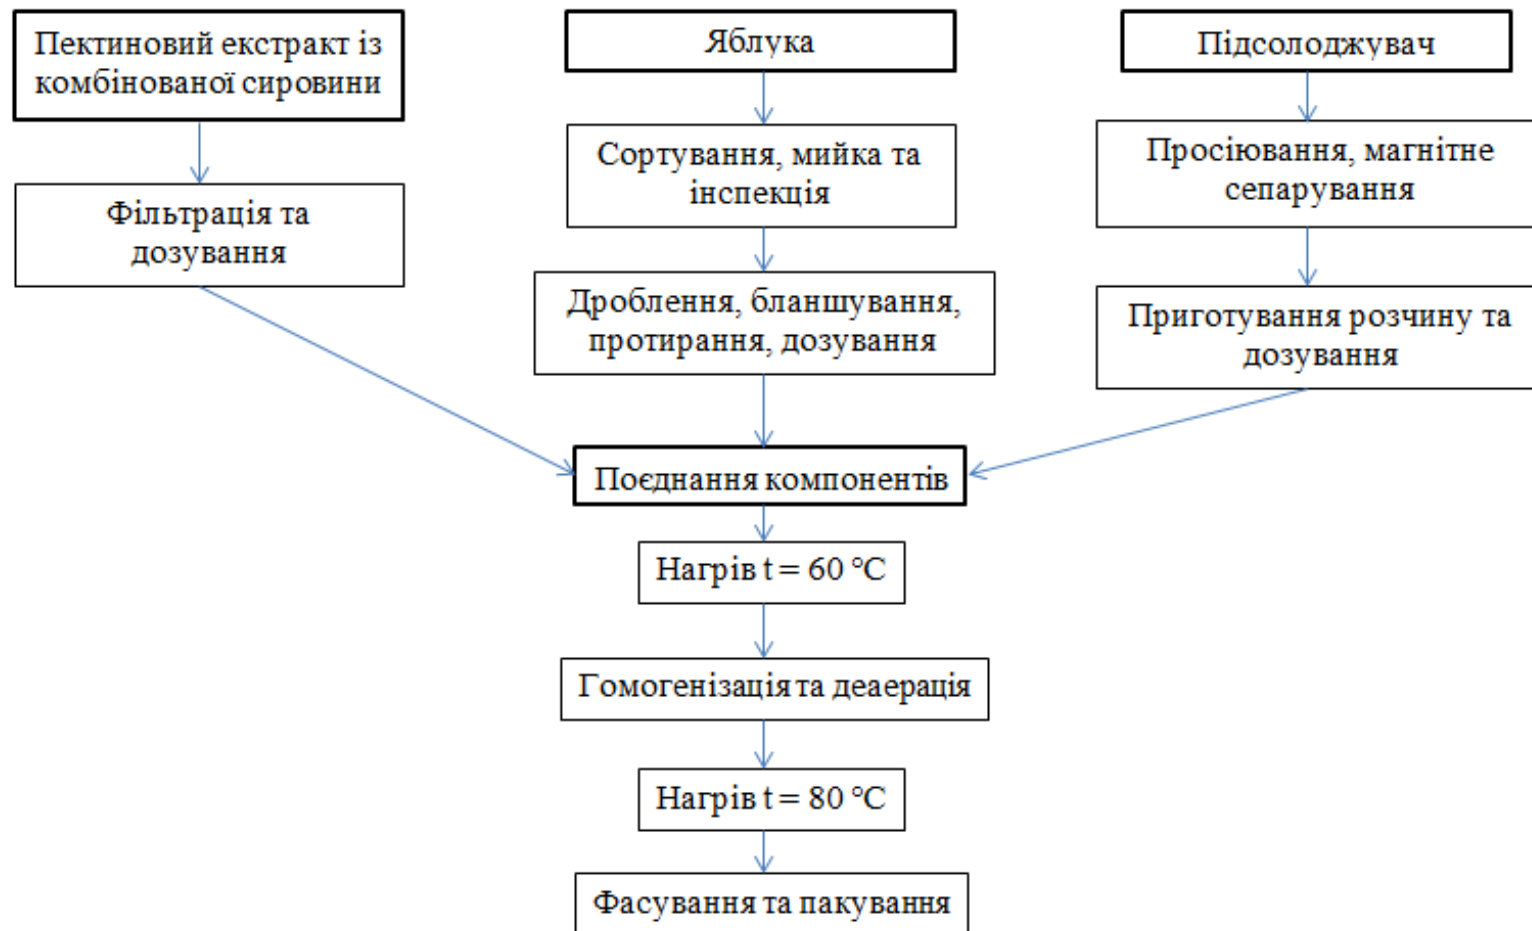 Пектиновий екстракт із
комбінованої сировини
Яблука
Підсолоджувач
Фільтрація та
дозування
Сортування, мийка та
інспекція
Просіювання, магнітне
сепарування
Дроблення, бланшування,
протирання, дозування
Приготування розчину та
дозування
Поєднання компонентів
Нагрів t = 60 °С
Гомогенізація та деаерація
Нагрів t = 80 °С
Фасування та пакування